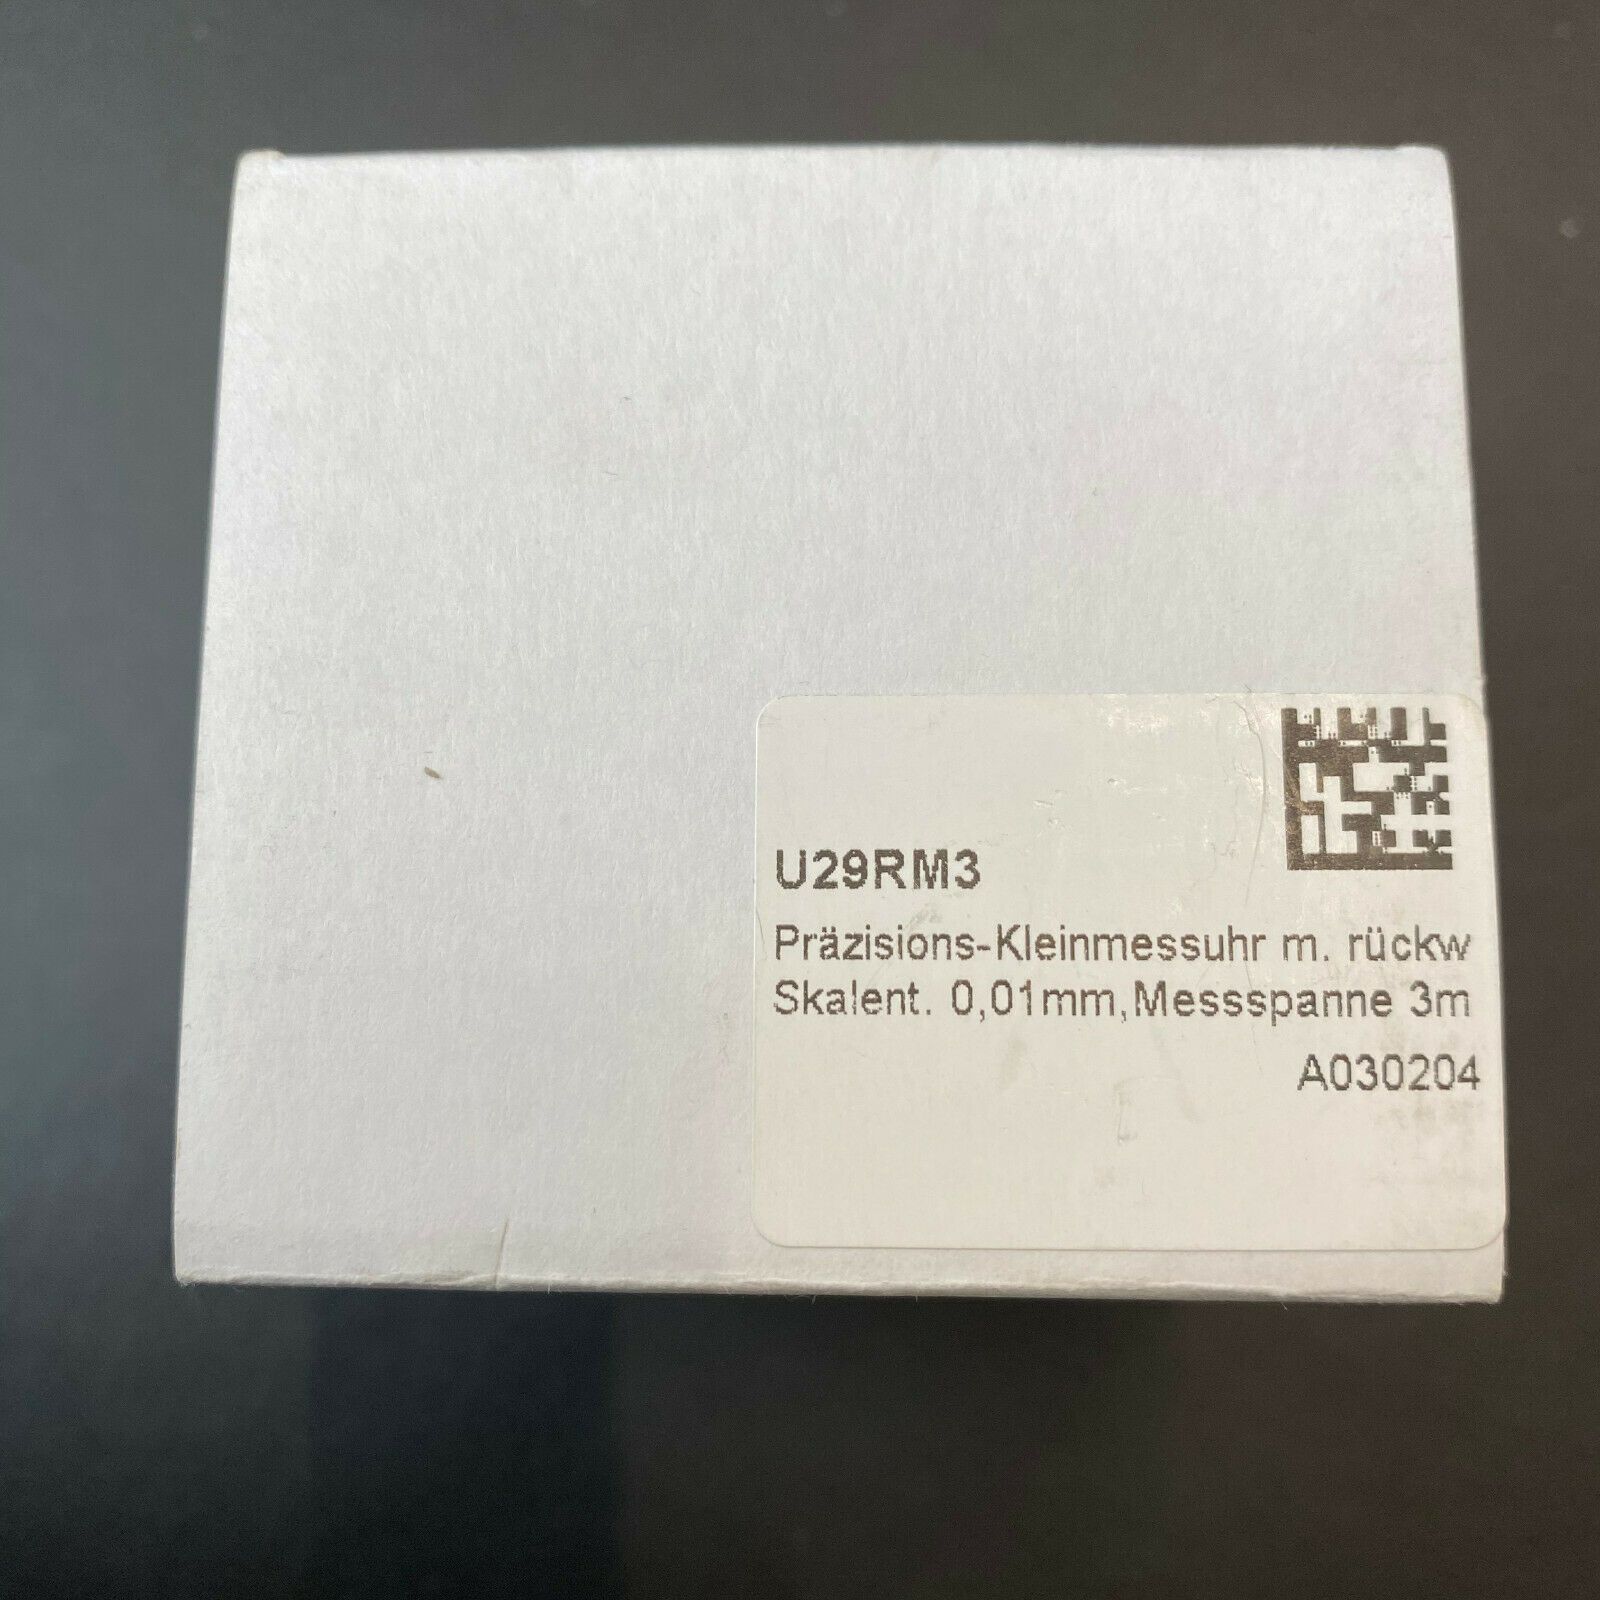 U29RM3
Präzisions-Kleinmessuhr m. rückw
Skalent. 0,01mm,Messspanne 3m
A030204